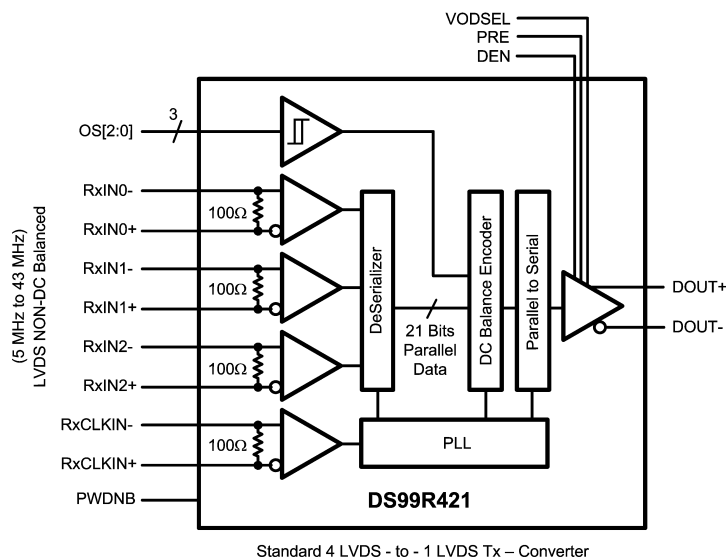 VODSEL
PRE
DEN
3
OS[2:0]
RxIN0-
100Ω
RxIN0+
RxIN1-
100Ω
RxIN1+
RxIN2-
100Ω
RxIN2+
RxCLKIN-
100Ω
RxCLKIN+
PWDNB
(5 MHz to 43 MHz)
LVDS NON-DC Balanced
DeSerializer
21 Bits
Parallel
Data
DC Balance Encoder
Parallel to Serial
DOUT+
DOUT-
PLL
DS99R421
Standard 4 LVDS - to - 1 LVDS Tx – Converter